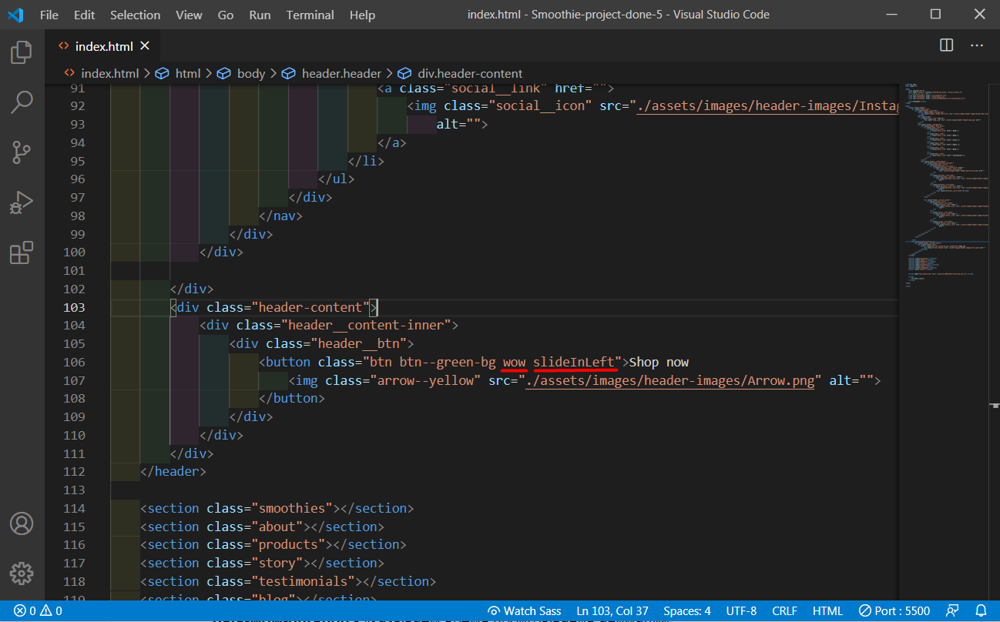 File Edit Selection View Go Run Terminal Help index.html - Smoothie-project-done-5 - Visual Studio Code
index.html
index.html > html > body > header.header > div.header-content
91 <a class="social__link" href="">
92 <img class="social__icon" src="./assets/images/header-images/Instag
93 alt="">
94 </a>
95 </li>
96 </ul>
97 </div>
98 </nav>
99 </div>
100 </div>
101
102 </div>
103 <div class="header-content">
104 <div class="header__content-inner">
105 <div class="header__btn">
106 <button class="btn btn--green-bg wow slideInLeft">Shop now
107 <img class="arrow--yellow" src="./assets/images/header-images/Arrow.png" alt="">
108 </button>
109 </div>
110 </div>
111 </div>
112 </header>
113
114 <section class="smoothies"></section>
115 <section class="about"></section>
116 <section class="products"></section>
117 <section class="story"></section>
118 <section class="testimonials"></section>
119 <section class="blog"></section>
0 0 Watch Sass Ln 103, Col 37 Spaces: 4 UTF-8 CRLF HTML Port : 5500